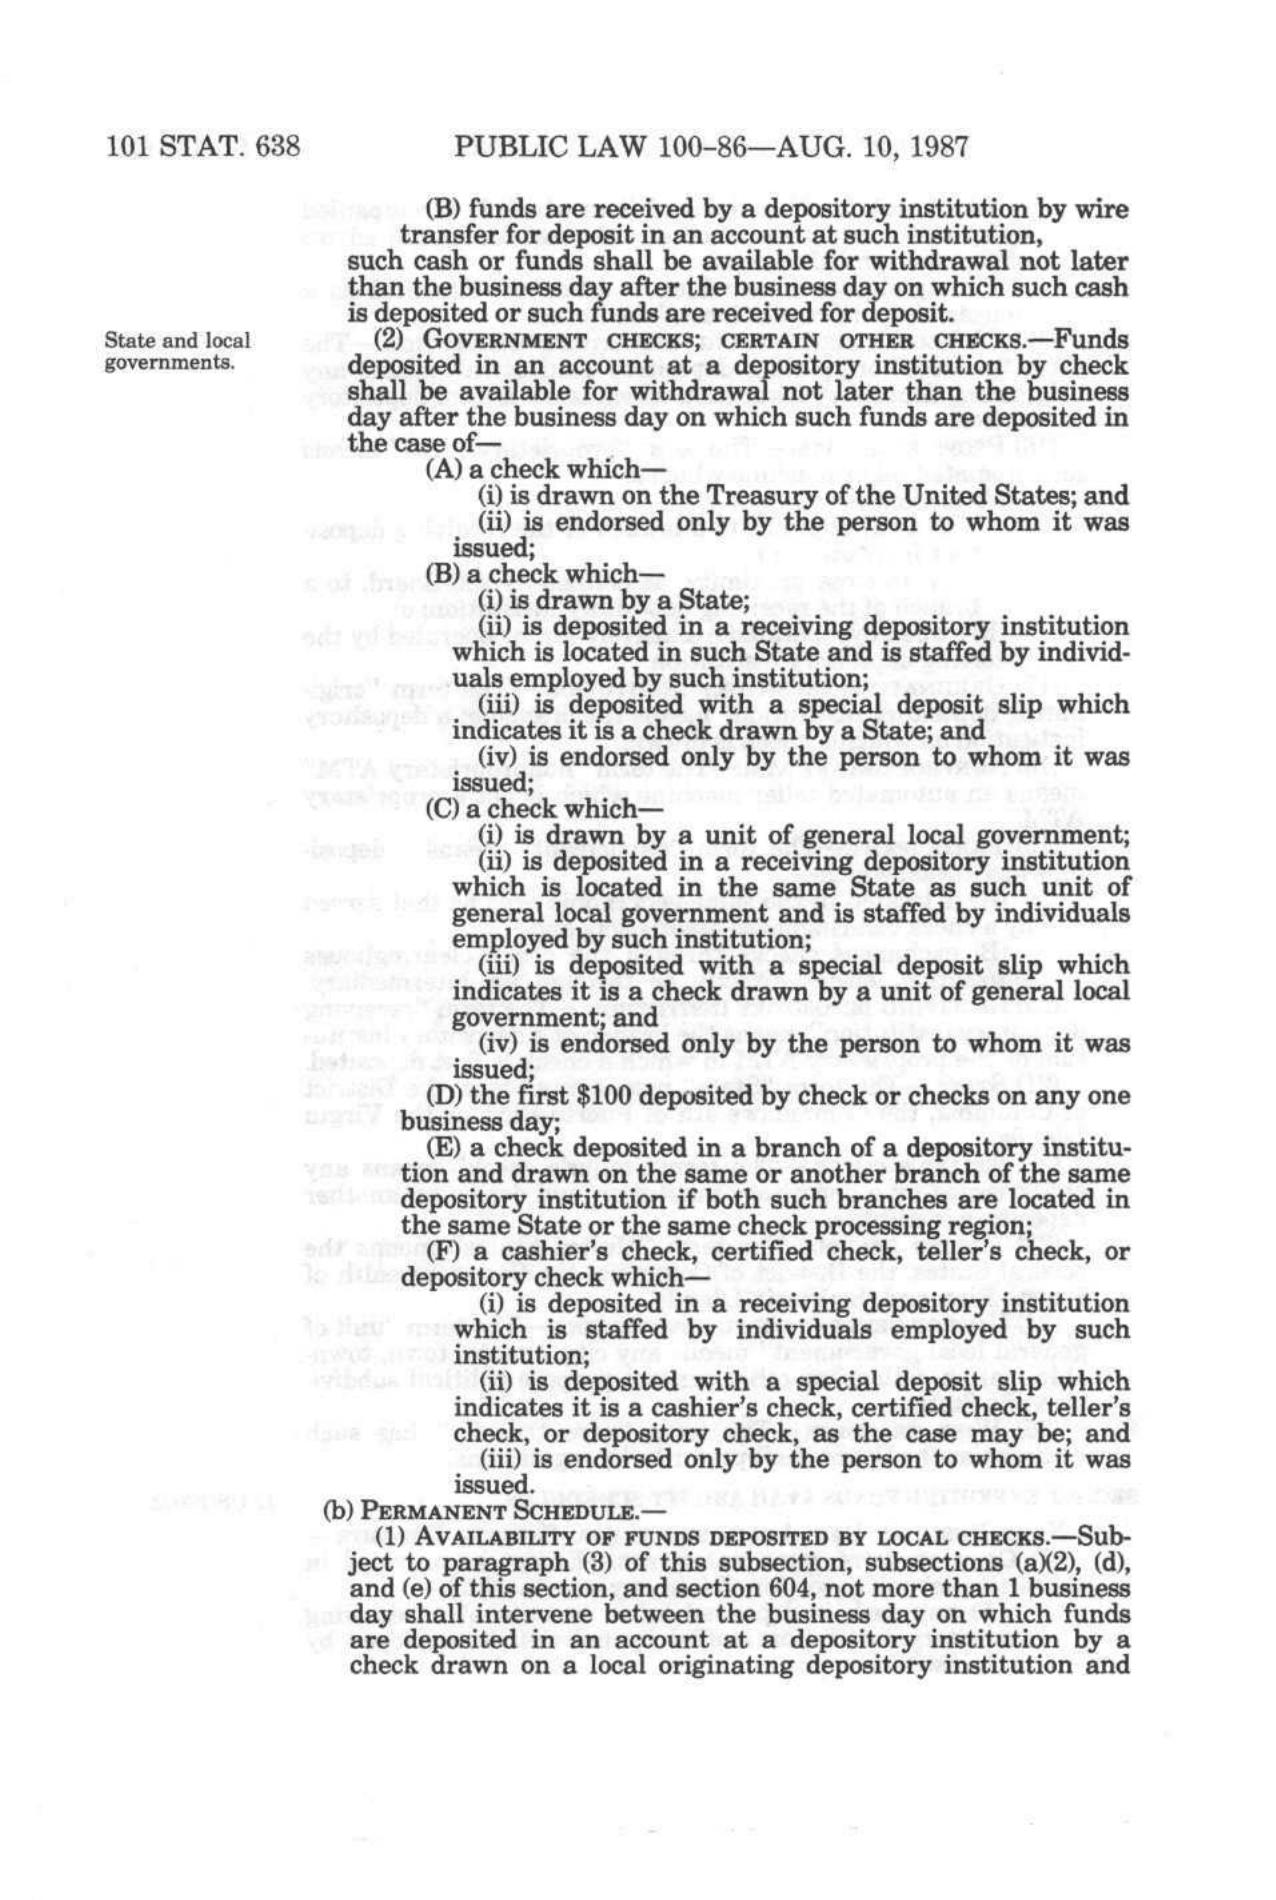 101 STAT. 638 PUBLIC LAW 100-86—AUG. 10, 1987
(B) funds are received by a depository institution by wire
transfer for deposit in an account at such institution,
such cash or funds shall be available for withdrawal not later
than the business day after the business day on which such cash
is deposited or such funds are received for deposit.
State and local
governments.
(2) GOVERNMENT CHECKS; CERTAIN OTHER CHECKS.—Funds
deposited in an account at a depository institution by check
shall be available for withdrawal not later than the business
day after the business day on which such funds are deposited in
the case of—
(A) a check which—
(i) is drawn on the Treasury of the United States; and
(ii) is endorsed only by the person to whom it was
issued;
(B) a check which—
(i) is drawn by a State;
(ii) is deposited in a receiving depository institution
which is located in such State and is staffed by individ-
uals employed by such institution;
(iii) is deposited with a special deposit slip which
indicates it is a check drawn by a State; and
(iv) is endorsed only by the person to whom it was
issued;
(C) a check which—
(i) is drawn by a unit of general local government;
(ii) is deposited in a receiving depository institution
which is located in the same State as such unit of
general local government and is staffed by individuals
employed by such institution;
(iii) is deposited with a special deposit slip which
indicates it is a check drawn by a unit of general local
government; and
(iv) is endorsed only by the person to whom it was
issued;
(D) the first $100 deposited by check or checks on any one
business day;
(E) a check deposited in a branch of a depository institu-
tion and drawn on the same or another branch of the same
depository institution if both such branches are located in
the same State or the same check processing region;
(F) a cashier's check, certified check, teller's check, or
depository check which—
(i) is deposited in a receiving depository institution
which is staffed by individuals employed by such
institution;
(ii) is deposited with a special deposit slip which
indicates it is a cashier's check, certified check, teller's
check, or depository check, as the case may be; and
(iii) is endorsed only by the person to whom it was
issued.
(b) PERMANENT SCHEDULE.—
(1) AVAILABILITY OF FUNDS DEPOSITED BY LOCAL CHECKS.—Sub-
ject to paragraph (3) of this subsection, subsections (a)(2), (d),
and (e) of this section, and section 604, not more than 1 business
day shall intervene between the business day on which funds
are deposited in an account at a depository institution by a
check drawn on a local originating depository institution and